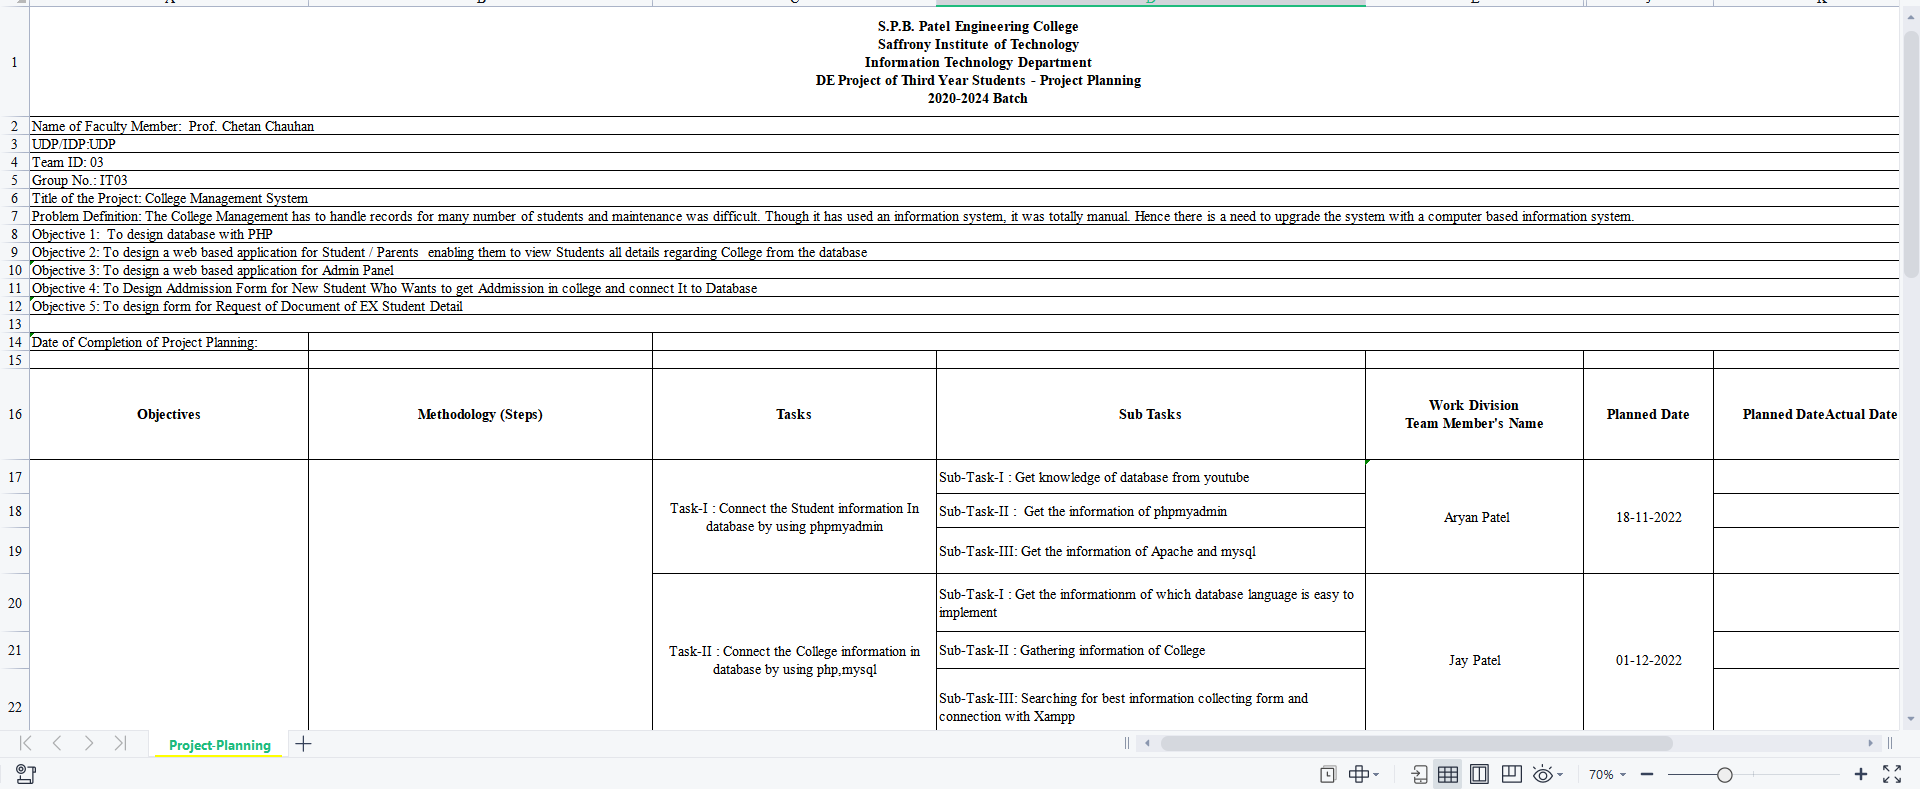 S.P.B. Patel Engineering College
Saffrony Institute of Technology
Information Technology Department
DE Project of Third Year Students - Project Planning
2020-2024 Batch
1
2 Name of Faculty Member:  Prof. Chetan Chauhan
3 UDP/IDP:UDP
4 Team ID: 03
5 Group No.: IT03
6 Title of the Project: College Management System
7 Problem Definition: The College Management has to handle records for many number of students and maintenance was difficult. Though it has used an information system, it was totally manual. Hence there is a need to upgrade the system with a computer based information system.
8 Objective 1:  To design database with PHP
9 Objective 2: To design a web based application for Student / Parents  enabling them to view Students all details regarding College from the database
10 Objective 3: To design a web based application for Admin Panel
11 Objective 4: To Design Addmission Form for New Student Who Wants to get Addmission in college and connect It to Database
12 Objective 5: To design form for Request of Document of EX Student Detail
13
14 Date of Completion of Project Planning:
15
16 Objectives
Methodology (Steps)
Tasks
Sub Tasks
Work Division
Team Member's Name
Planned Date
Planned DateActual Date
17
18
19
Task-I : Connect the Student information In
database by using phpmyadmin
Sub-Task-I : Get knowledge of database from youtube
Sub-Task-II :  Get the information of phpmyadmin
Sub-Task-III: Get the information of Apache and mysql
Aryan Patel
18-11-2022
20
21
22
Task-II : Connect the College information in
database by using php,mysql
Sub-Task-I : Get the informationm of which database language is easy to
implement
Sub-Task-II : Gathering information of College
Sub-Task-III: Searching for best information collecting form and
connection with Xampp
Jay Patel
01-12-2022
Project-Planning
70%